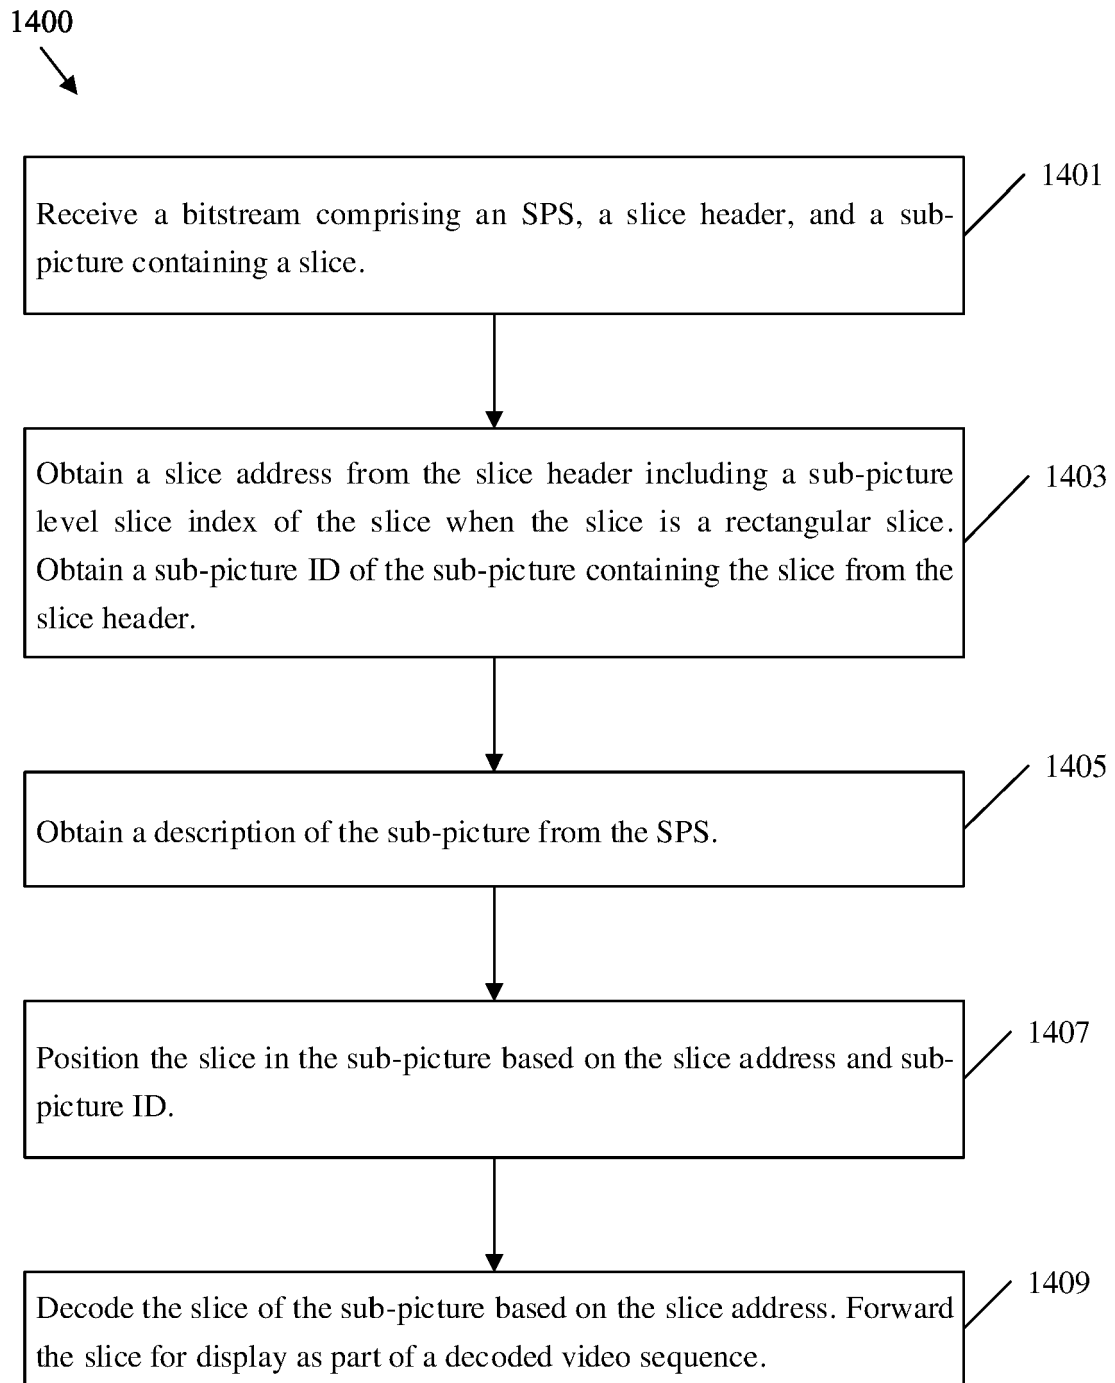 1400
1401
Receive a bitstream comprising an SPS, a slice header, and a sub-
picture containing a slice.
1403
Obtain a slice address from the slice header including a sub-picture
level slice index of the slice when the slice is a rectangular slice.
Obtain a sub-picture ID of the sub-picture containing the slice from the
slice header.
1405
Obtain a description of the sub-picture from the SPS.
1407
Position the slice in the sub-picture based on the slice address and sub-
picture ID.
1409
Decode the slice of the sub-picture based on the slice address. Forward
the slice for display as part of a decoded video sequence.